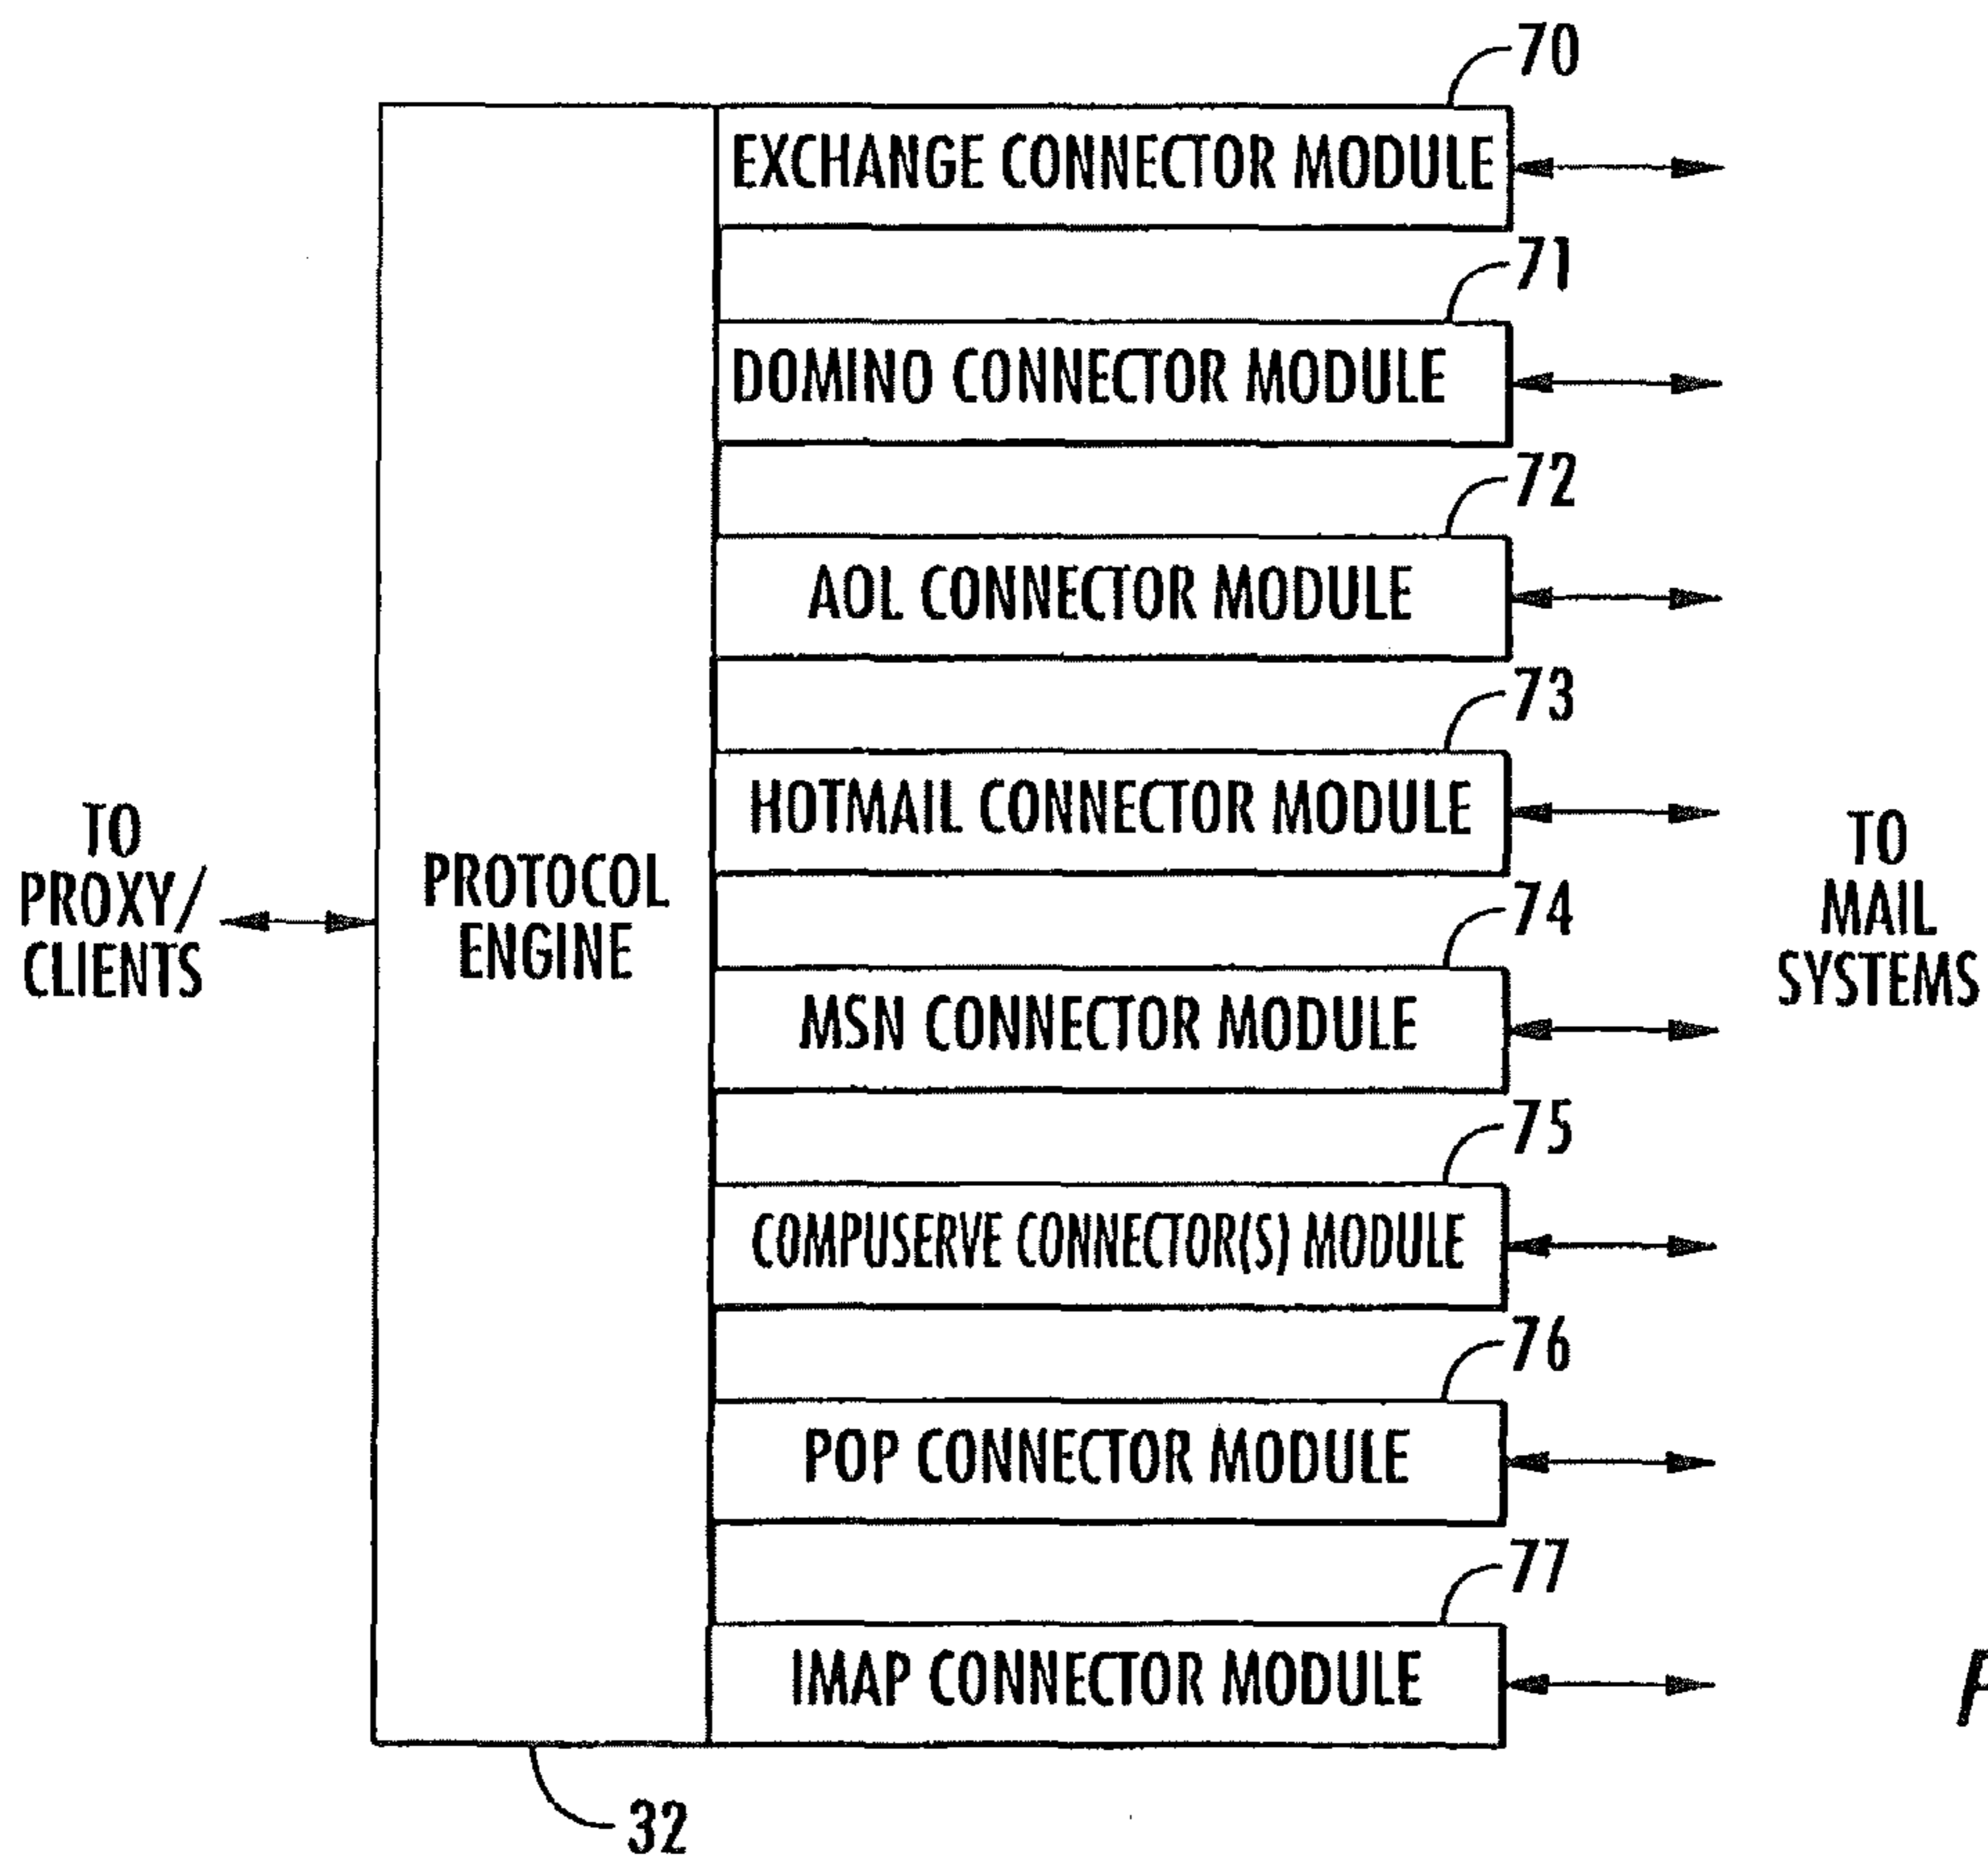 70
EXCHANGE CONNECTOR MODULE
71
DOMINO CONNECTOR MODULE
72
AOL CONNECTOR MODULE
73
HOTMAIL CONNECTOR MODULE
74
MSN CONNECTOR MODULE
75
COMPUSERVE CONNECTOR(S) MODULE
76
POP CONNECTOR MODULE
77
IMAP CONNECTOR MODULE
TO
PROXY/
CLIENTS
PROTOCOL
ENGINE
TO
MAIL
SYSTEMS
32